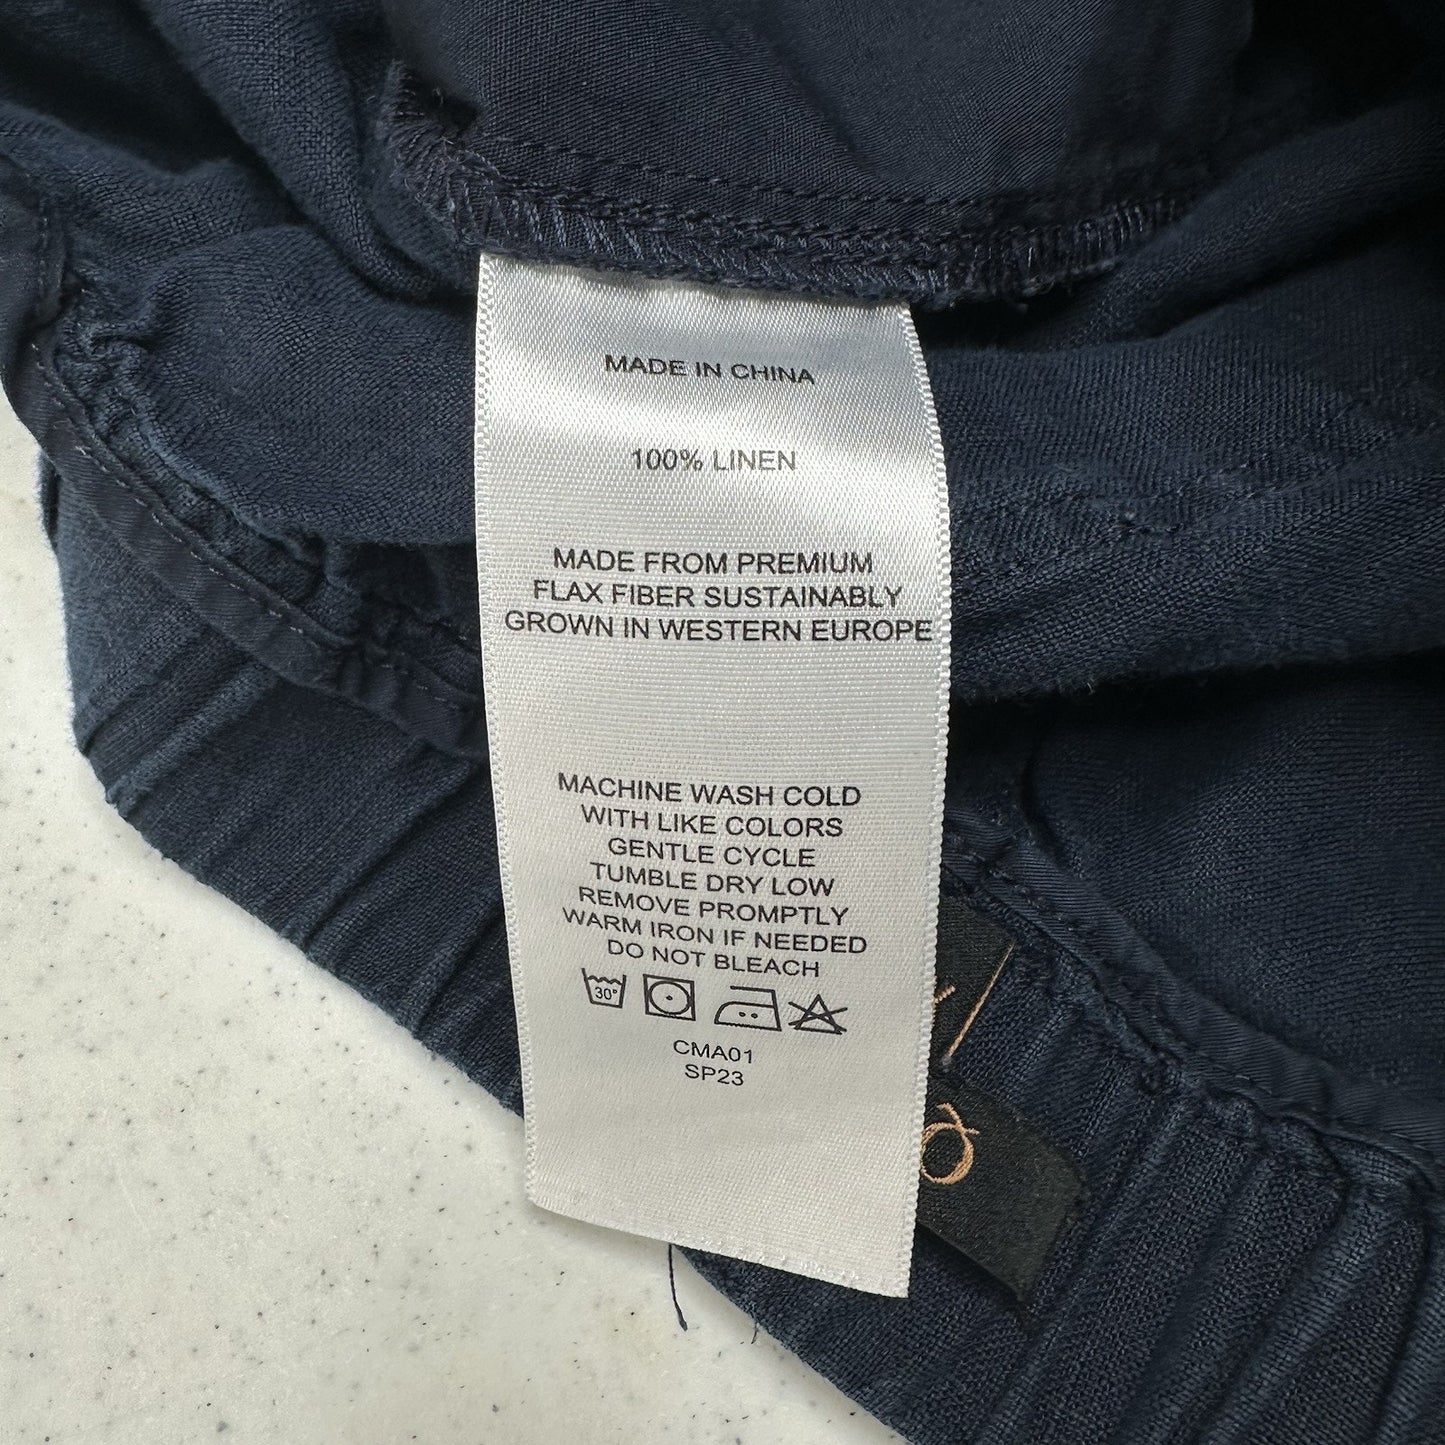 MADE IN CHINA
100% LINEN
MADE FROM PREMIUM
FLAX FIBER SUSTAINABLY
GROWN IN WESTERN EUROPE
MACHINE WASH COLD
WITH LIKE COLORS
GENTLE CYCLE
TUMBLE DRY LOW
REMOVE PROMPTLY
WARM IRON IF NEEDED
DO NOT BLEACH
30°
CMA01
SP23